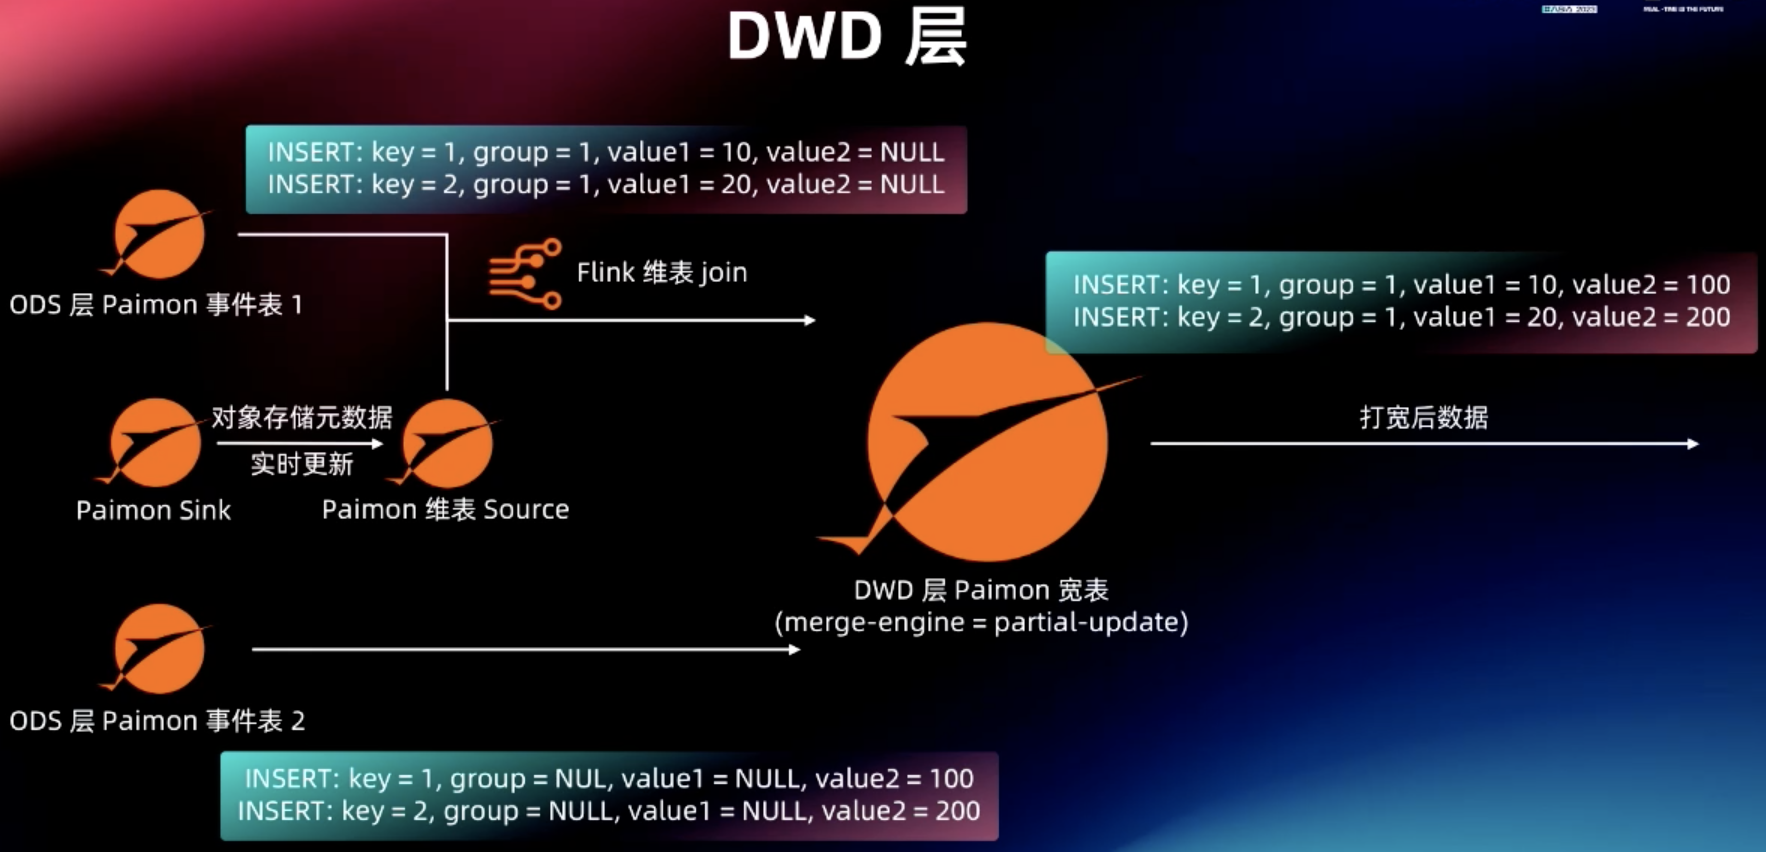 DWD 层
REAL-TIME IS THE FUTURE
INSERT: key = 1, group = 1, value1 = 10, value2 = NULL
INSERT: key = 2, group = 1, value1 = 20, value2 = NULL
Flink 维表 join
ODS 层 Paimon 事件表 1
INSERT: key = 1, group = 1, value1 = 10, value2 = 100
INSERT: key = 2, group = 1, value1 = 20, value2 = 200
对象存储元数据
实时更新
打宽后数据
Paimon Sink
Paimon 维表 Source
DWD 层 Paimon 宽表
(merge-engine = partial-update)
ODS 层 Paimon 事件表 2
INSERT: key = 1, group = NUL, value1 = NULL, value2 = 100
INSERT: key = 2, group = NULL, value1 = NULL, value2 = 200